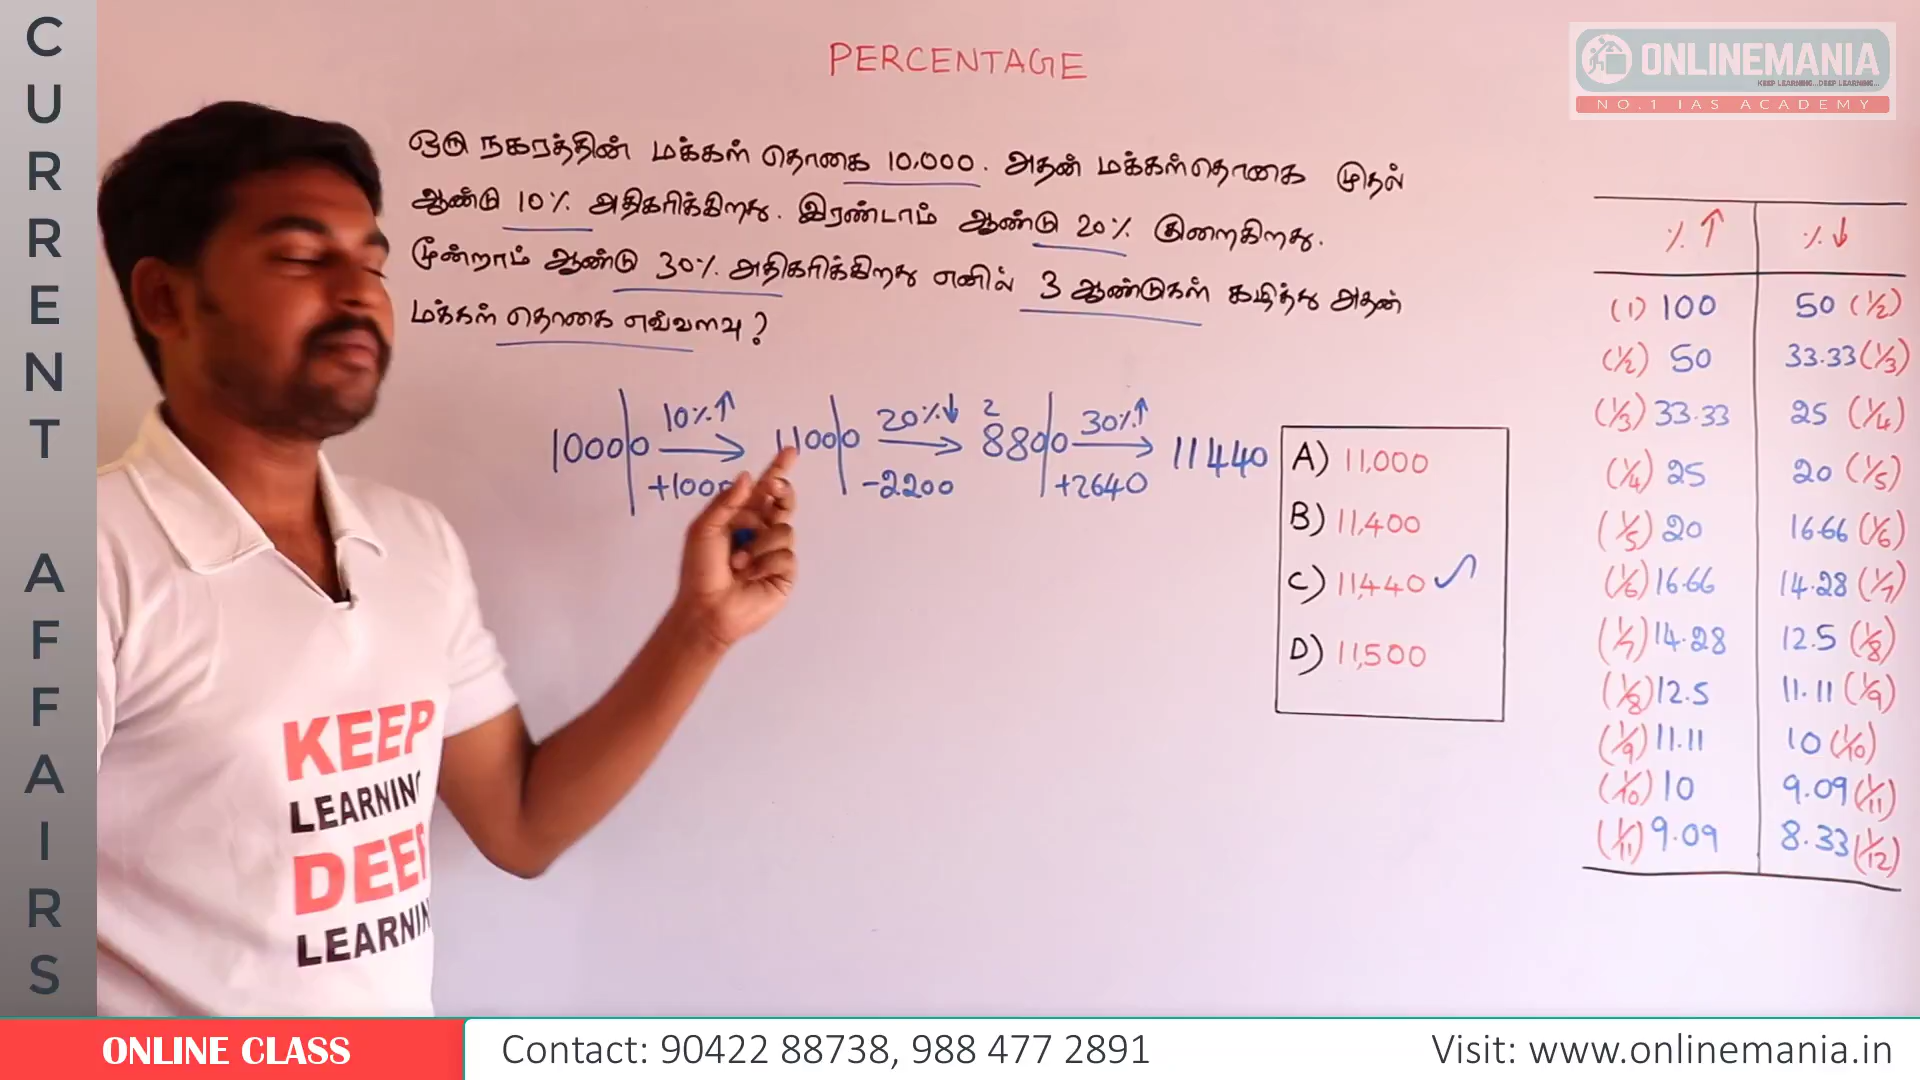 CURRENT AFFAIRS
PERCENTAGE
ONLINEMANIA
KEEP LEARNING...DEEP LEARNING...
NO.1 IAS ACADEMY
ஒரு நகரத்தின் மக்கள் தொகை 10,000. அதன் மக்கள்தொகை முதல்
ஆண்டு 10% அதிகரிக்கிறது. இரண்டாம் ஆண்டு 20% குறைகிறது.
மூன்றாம் ஆண்டு 30% அதிகரிக்கிறது எனில் 3 ஆண்டுகள் கழித்து அதன்
மக்கள் தொகை எவ்வளவு ?
10% ↑ 20% ↓ 2 30% ↑
10000 → 11000 → 8800 → 11440
+1000 -2200 +2640
A) 11,000
B) 11,400
C) 11,440 ✓
D) 11,500
% ↑ % ↓
(1) 100 50 (1/2)
(1/2) 50 33.33 (1/3)
(1/3) 33.33 25 (1/4)
(1/4) 25 20 (1/5)
(1/5) 20 16.66 (1/6)
(1/6) 16.66 14.28 (1/7)
(1/7) 14.28 12.5 (1/8)
(1/8) 12.5 11.11 (1/9)
(1/9) 11.11 10 (1/10)
(1/10) 10 9.09 (1/11)
(1/11) 9.09 8.33 (1/12)
KEEP
LEARNING
DEEP
LEARNIN
ONLINE CLASS
Contact: 90422 88738, 988 477 2891
Visit: www.onlinemania.in